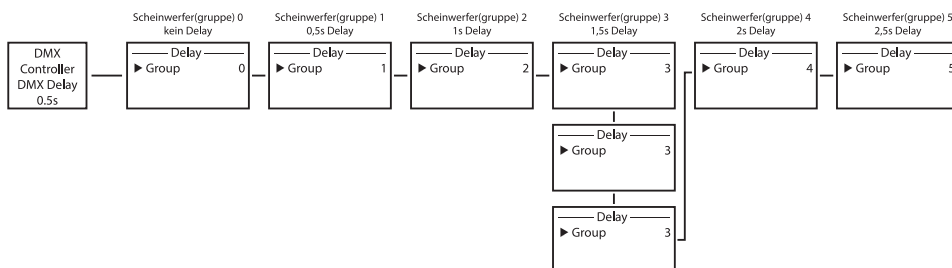 Scheinwerfer(gruppe) 0
kein Delay
Scheinwerfer(gruppe) 1
0,5s Delay
Scheinwerfer(gruppe) 2
1s Delay
Scheinwerfer(gruppe) 3
1,5s Delay
Scheinwerfer(gruppe) 4
2s Delay
Scheinwerfer(gruppe) 5
2,5s Delay
DMX
Controller
DMX Delay
0.5s
Delay
▶ Group 0
Delay
▶ Group 1
Delay
▶ Group 2
Delay
▶ Group 3
Delay
▶ Group 4
Delay
▶ Group 5
Delay
▶ Group 3
Delay
▶ Group 3